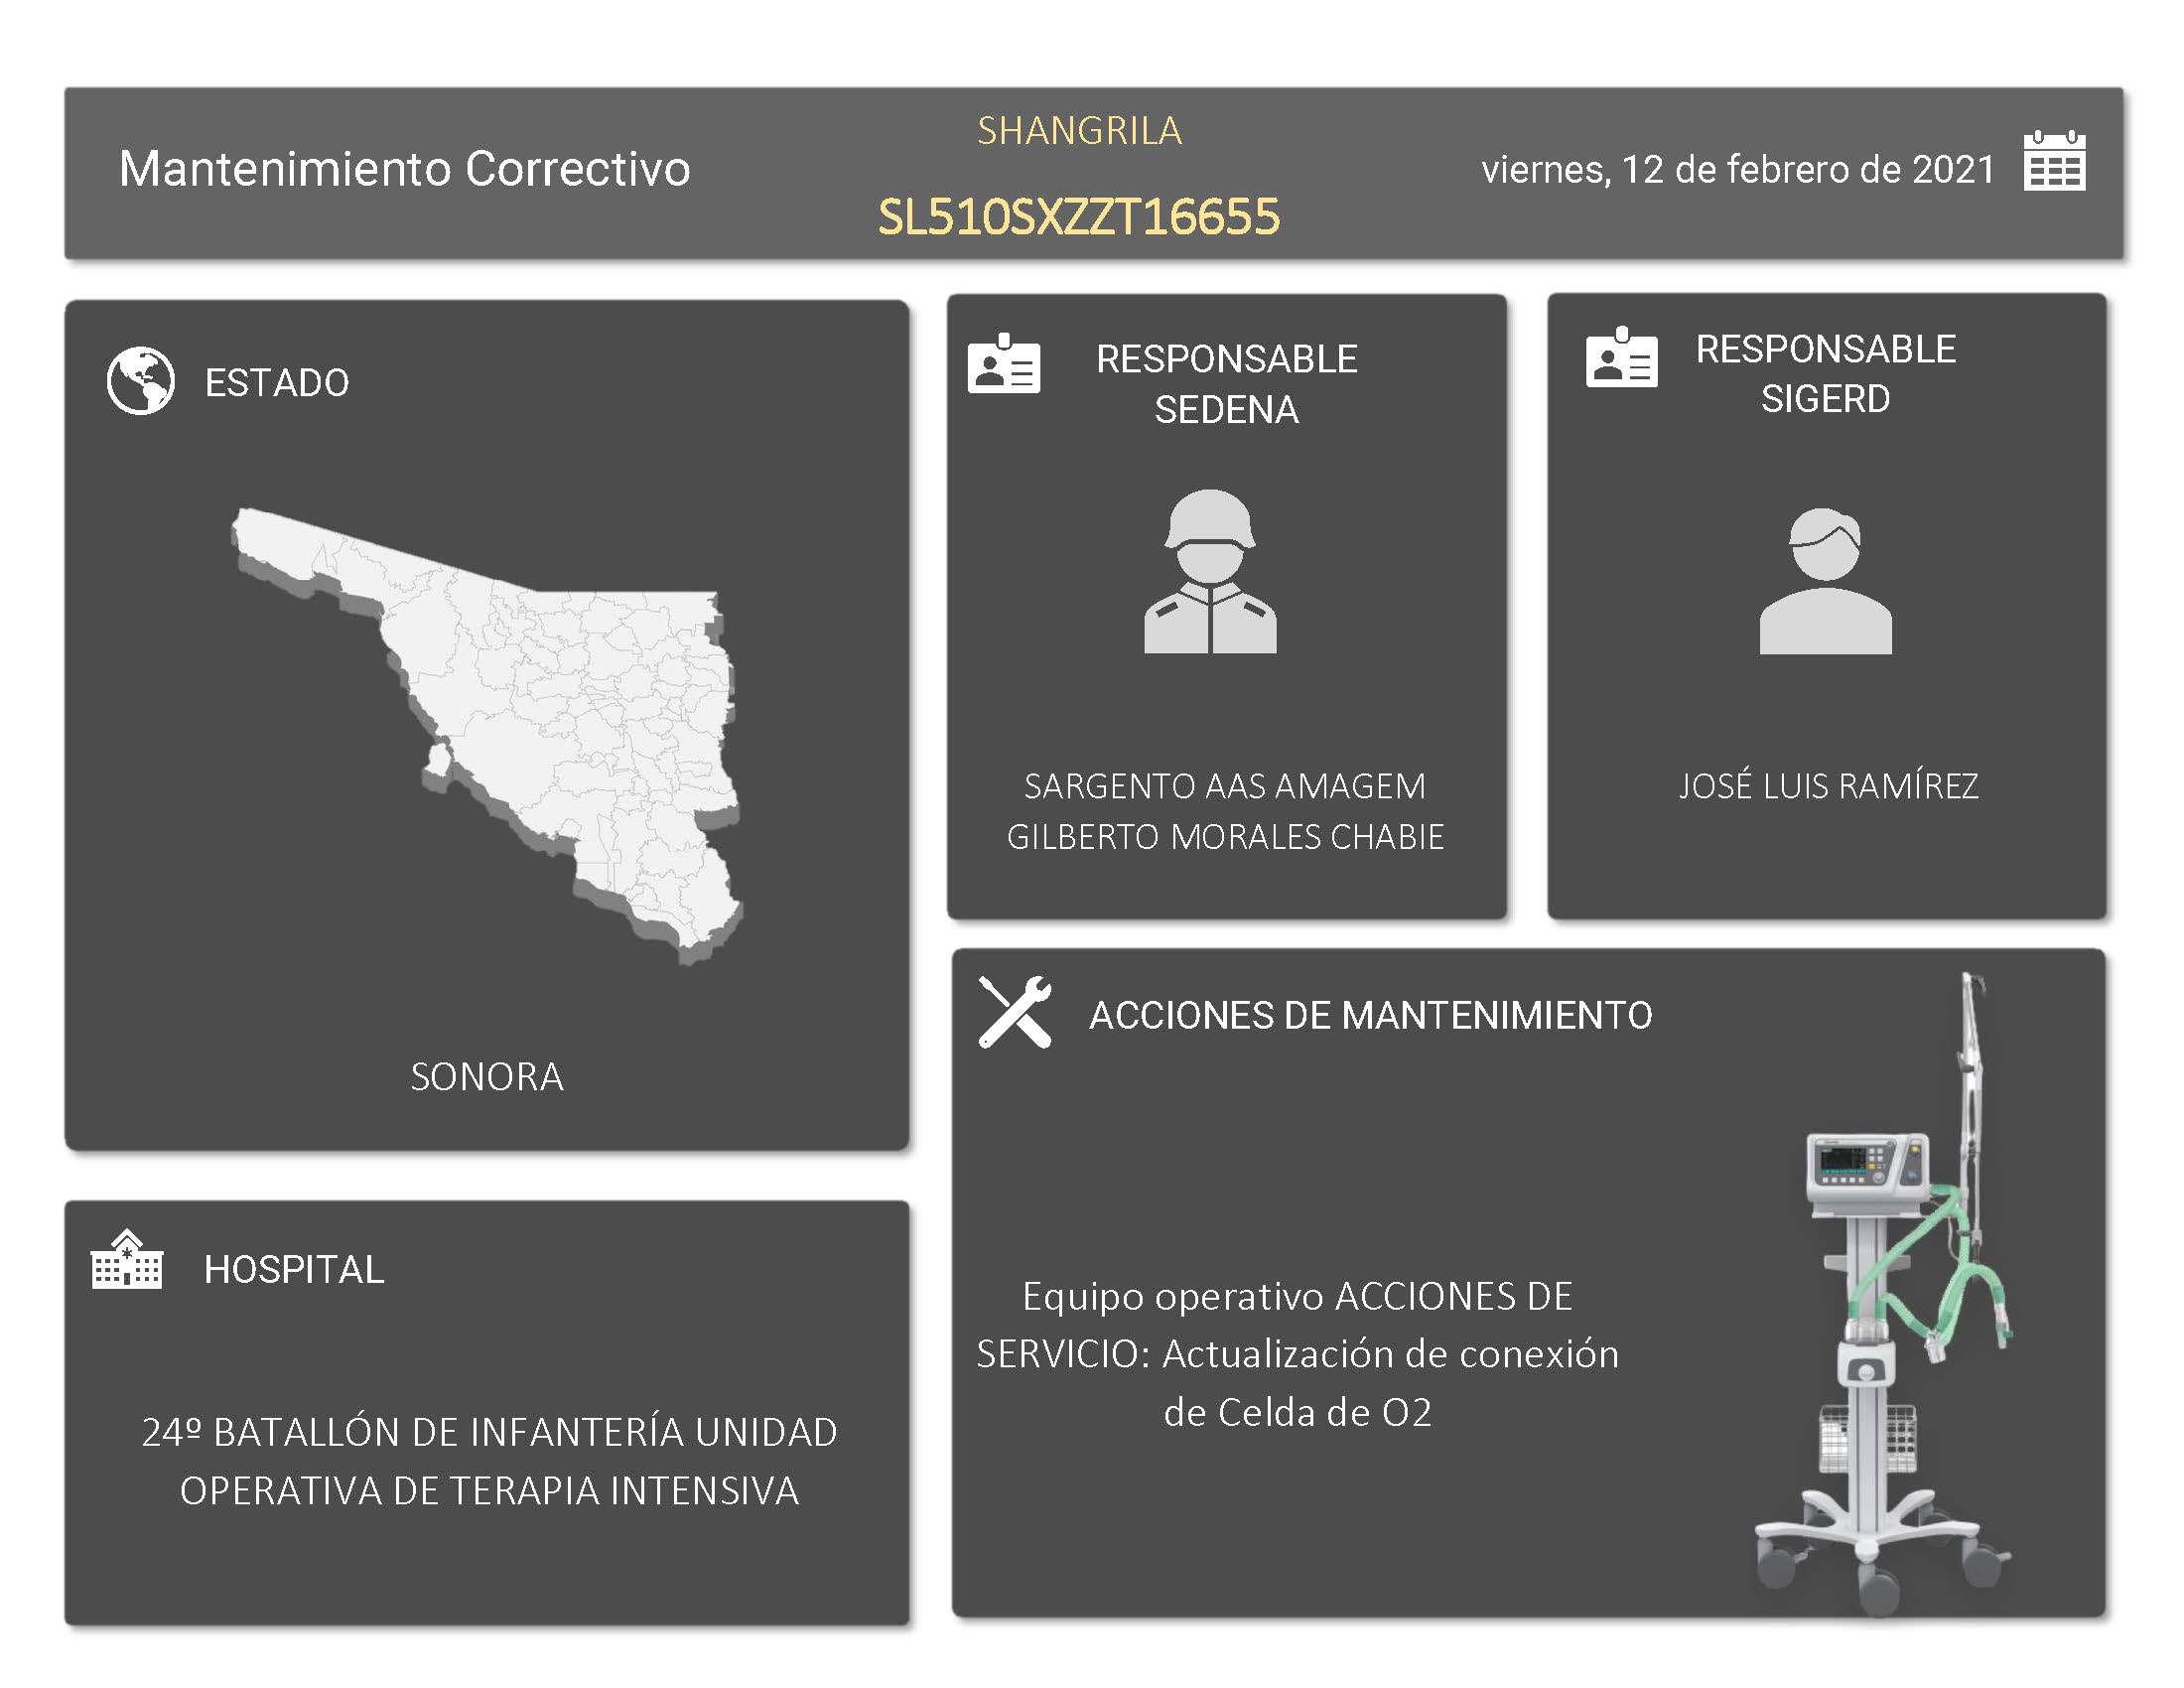 Mantenimiento Correctivo
SHANGRILA
SL510SXZZT16655
viernes, 12 de febrero de 2021
ESTADO
SONORA
RESPONSABLE
SEDENA
SARGENTO AAS AMAGEM
GILBERTO MORALES CHABIE
RESPONSABLE
SIGERD
JOSÉ LUIS RAMÍREZ
HOSPITAL
24º BATALLÓN DE INFANTERÍA UNIDAD
OPERATIVA DE TERAPIA INTENSIVA
ACCIONES DE MANTENIMIENTO
Equipo operativo ACCIONES DE
SERVICIO: Actualización de conexión
de Celda de O2